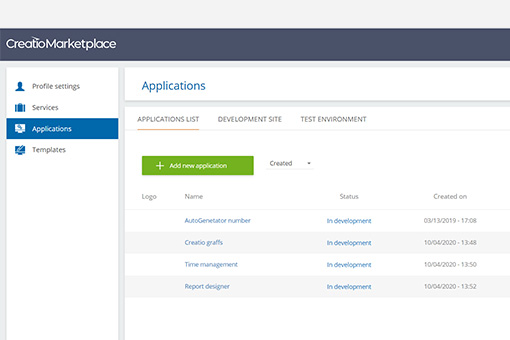 Creatio Marketplace
Profile settings
Services
Applications
Templates
Applications
APPLICATIONS LIST DEVELOPMENT SITE TEST ENVIRONMENT
Add new application Created
Logo Name Status Created on
AutoGenetator number In development 03/13/2019 - 17:08
Creatio graffs In development 10/04/2020 - 13:48
Time management In development 10/04/2020 - 13:50
Report designer In development 10/04/2020 - 13:52